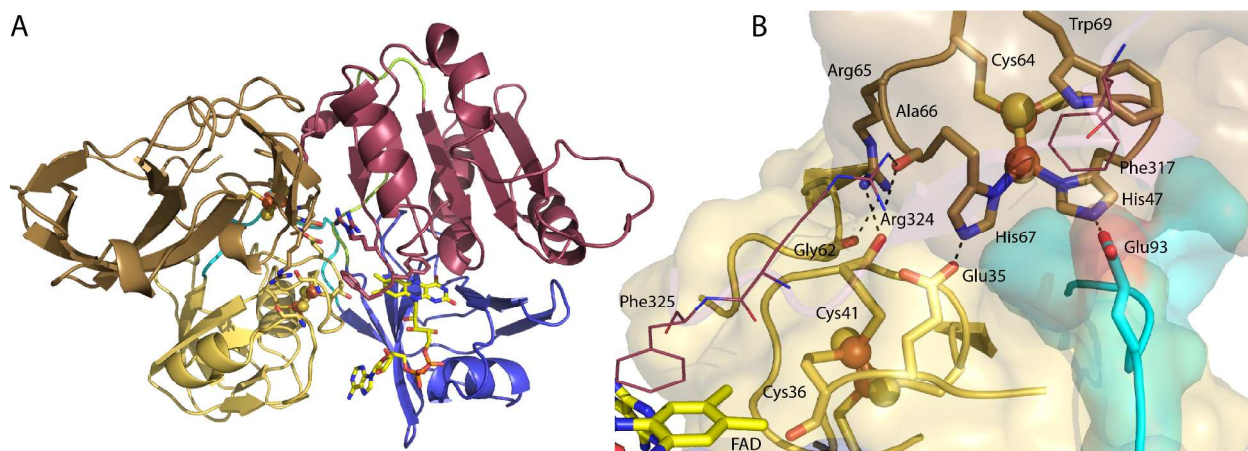 A
B
Trp69
Cys64
Arg65
Ala66
Phe317
His47
Arg324
Gly62
His67
Glu93
Glu35
Phe325
Cys41
Cys36
FAD